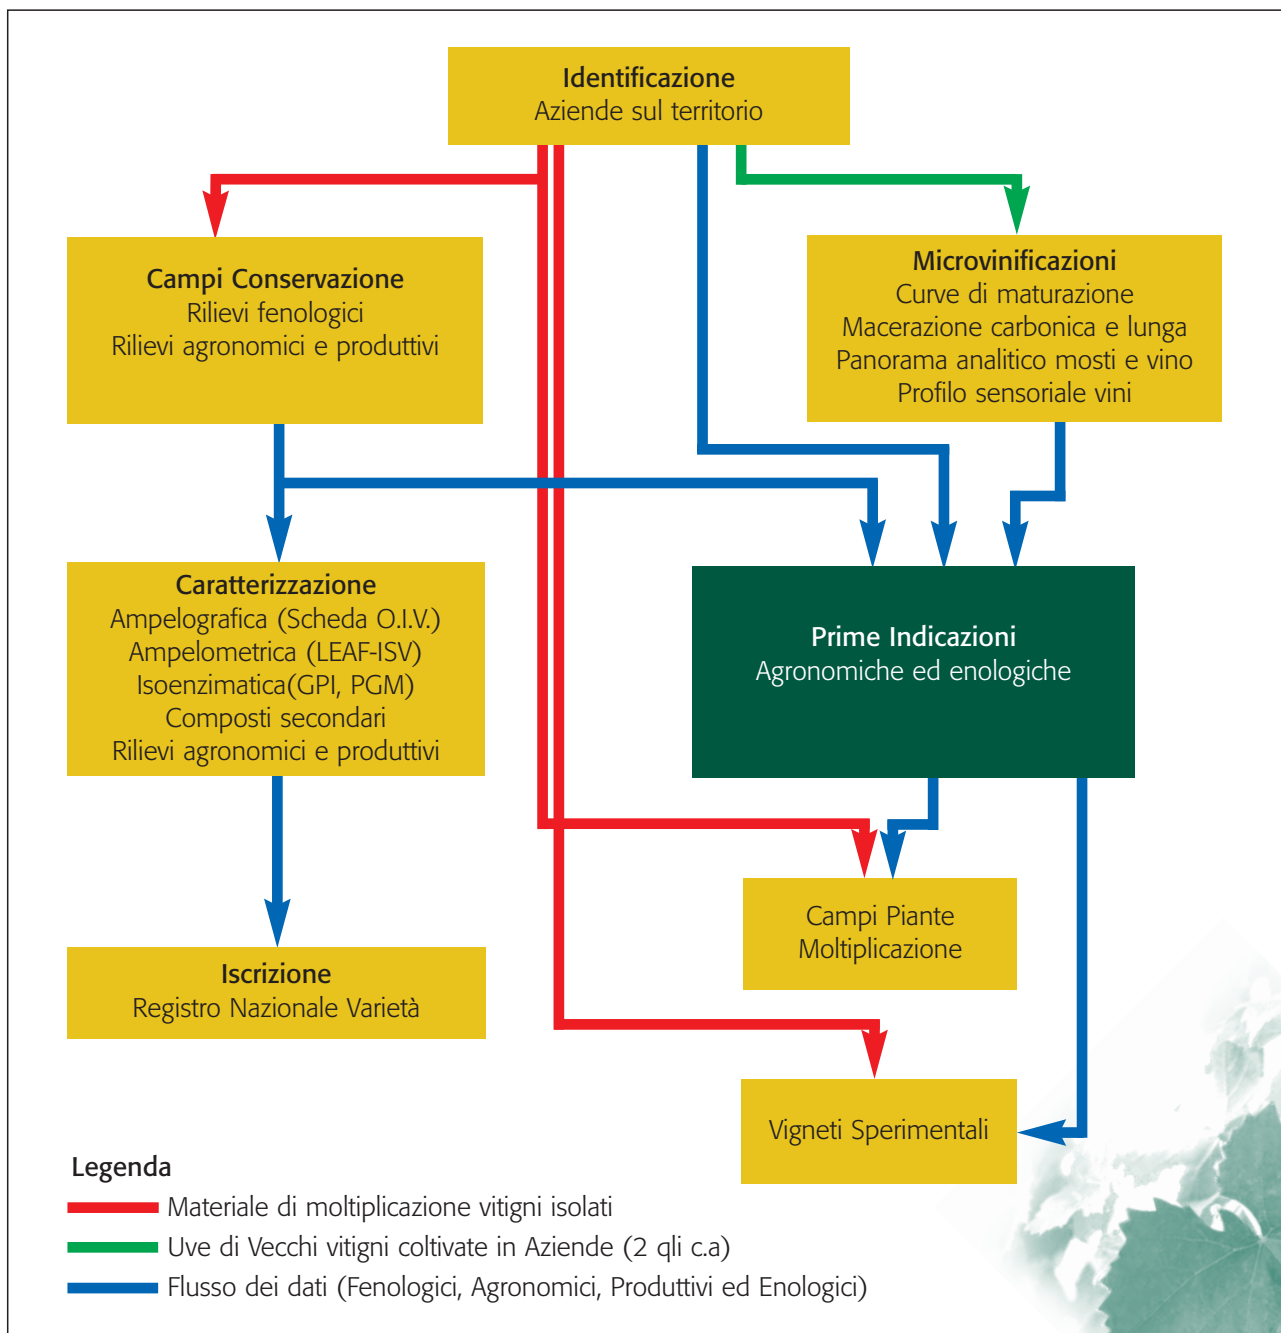 Identificazione
Aziende sul territorio
Campi Conservazione
Rilievi fenologici
Rilievi agronomici e produttivi
Microvinificazioni
Curve di maturazione
Macerazione carbonica e lunga
Panorama analitico mosti e vino
Profilo sensoriale vini
Caratterizzazione
Ampelografica (Scheda O.I.V.)
Ampelometrica (LEAF-ISV)
Isoenzimatica(GPI, PGM)
Composti secondari
Rilievi agronomici e produttivi
Prime Indicazioni
Agronomiche ed enologiche
Campi Piante
Moltiplicazione
Iscrizione
Registro Nazionale Varietà
Vigneti Sperimentali
Legenda
Materiale di moltiplicazione vitigni isolati
Uve di Vecchi vitigni coltivate in Aziende (2 qli c.a)
Flusso dei dati (Fenologici, Agronomici, Produttivi ed Enologici)